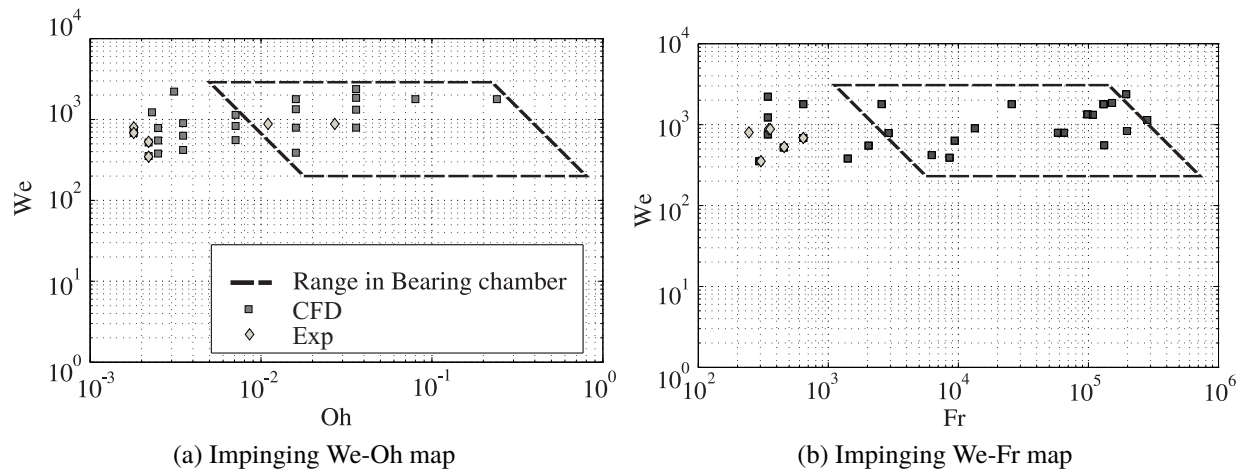 10^4
10^3
10^2
10^1
10^0
We
10^-3
10^-2
10^-1
10^0
Oh
Range in Bearing chamber
CFD
Exp
(a) Impinging We-Oh map
10^4
10^3
10^2
10^1
10^0
We
10^2
10^3
10^4
10^5
10^6
Fr
(b) Impinging We-Fr map